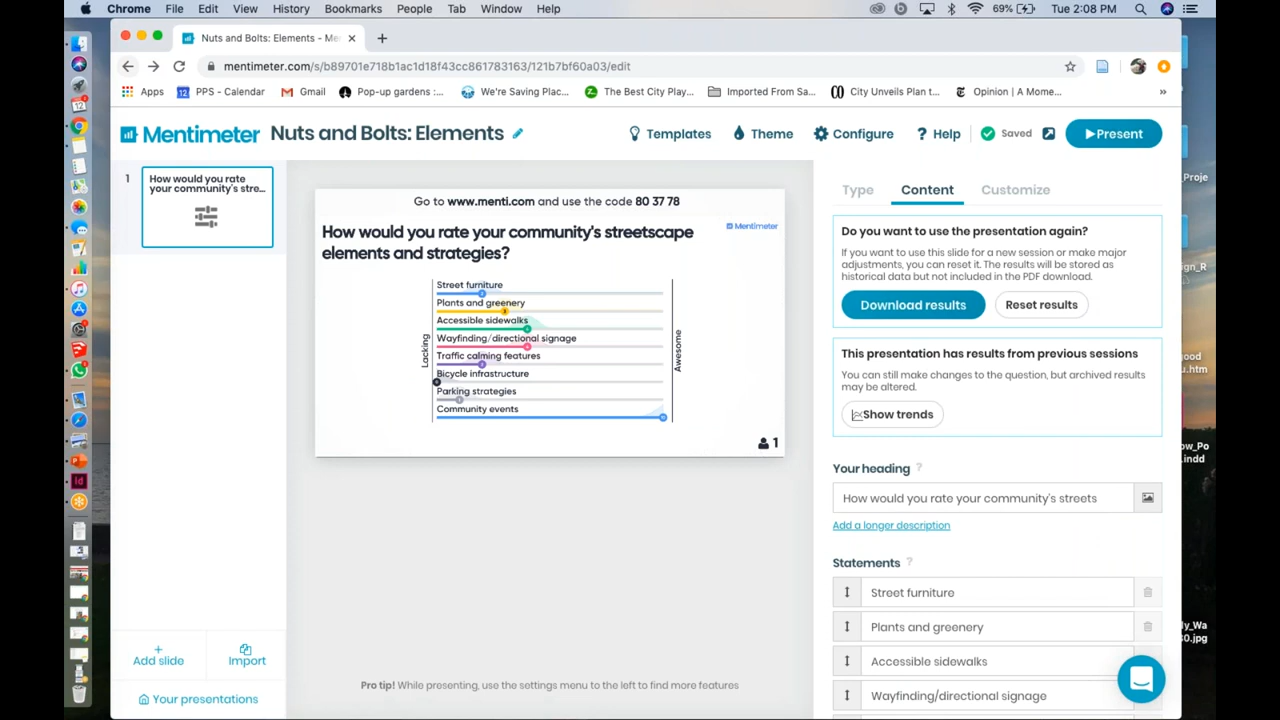 Chrome File Edit View History Bookmarks People Tab Window Help 69% Tue 2:08 PM
Nuts and Bolts: Elements - Me
mentimeter.com/s/b89701e718b1ac1d18f43cc861783163/121b7bf60a03/edit
Apps PPS - Calendar Gmail Pop-up gardens :... We're Saving Plac... The Best City Play... Imported From Sa... City Unveils Plan t... Opinion | A Mome... »
Mentimeter Nuts and Bolts: Elements Templates Theme Configure ? Help Saved Present
1 How would you rate
your community's stre...
Go to www.menti.com and use the code 80 37 78
How would you rate your community's streetscape
elements and strategies?
Mentimeter
Lacking
Street furniture
Plants and greenery
Accessible sidewalks
Wayfinding/directional signage
Traffic calming features
Bicycle infrastructure
Parking strategies
Community events
Awesome
1
Pro tip! While presenting, use the settings menu to the left to find more features
Add slide Import
Your presentations
Type Content Customize
Do you want to use the presentation again?
If you want to use this slide for a new session or make major
adjustments, you can reset it. The results will be stored as
historical data but not included in the PDF download.
Download results Reset results
This presentation has results from previous sessions
You can still make changes to the question, but archived results
may be altered.
Show trends
Your heading ?
How would you rate your community's streets
Add a longer description
Statements ?
Street furniture
Plants and greenery
Accessible sidewalks
Wayfinding/directional signage